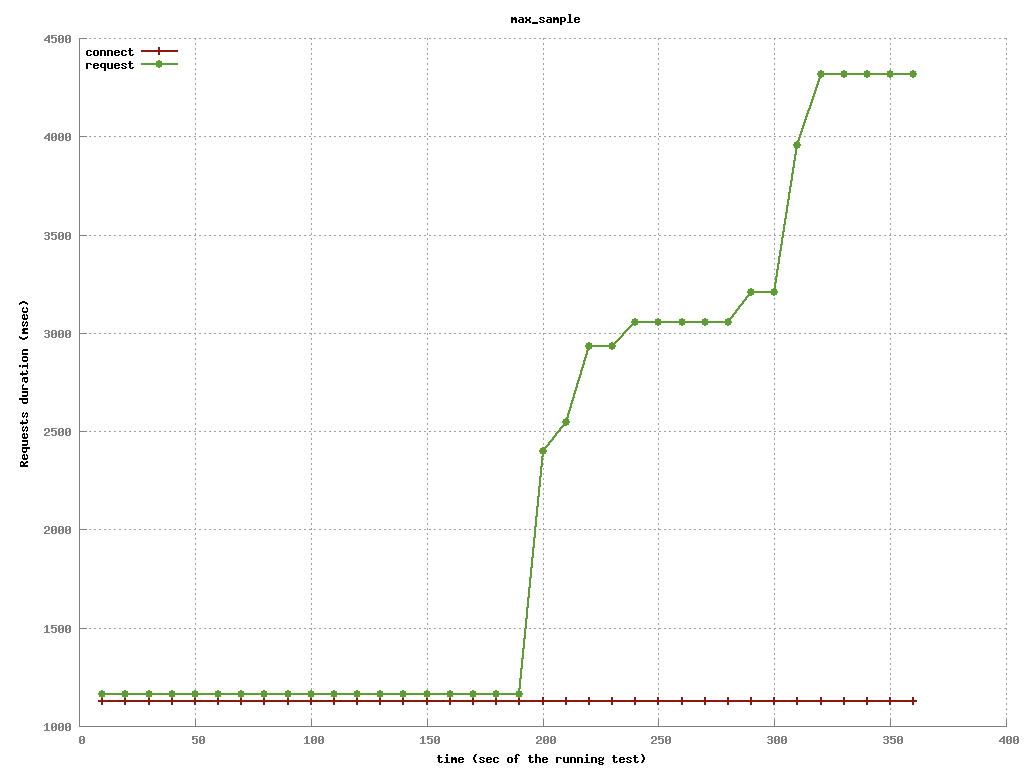 max_sample
connect
request
4500
4000
3500
3000
2500
2000
1500
1000
Requests duration (msec)
0 50 100 150 200 250 300 350 400
time (sec of the running test)